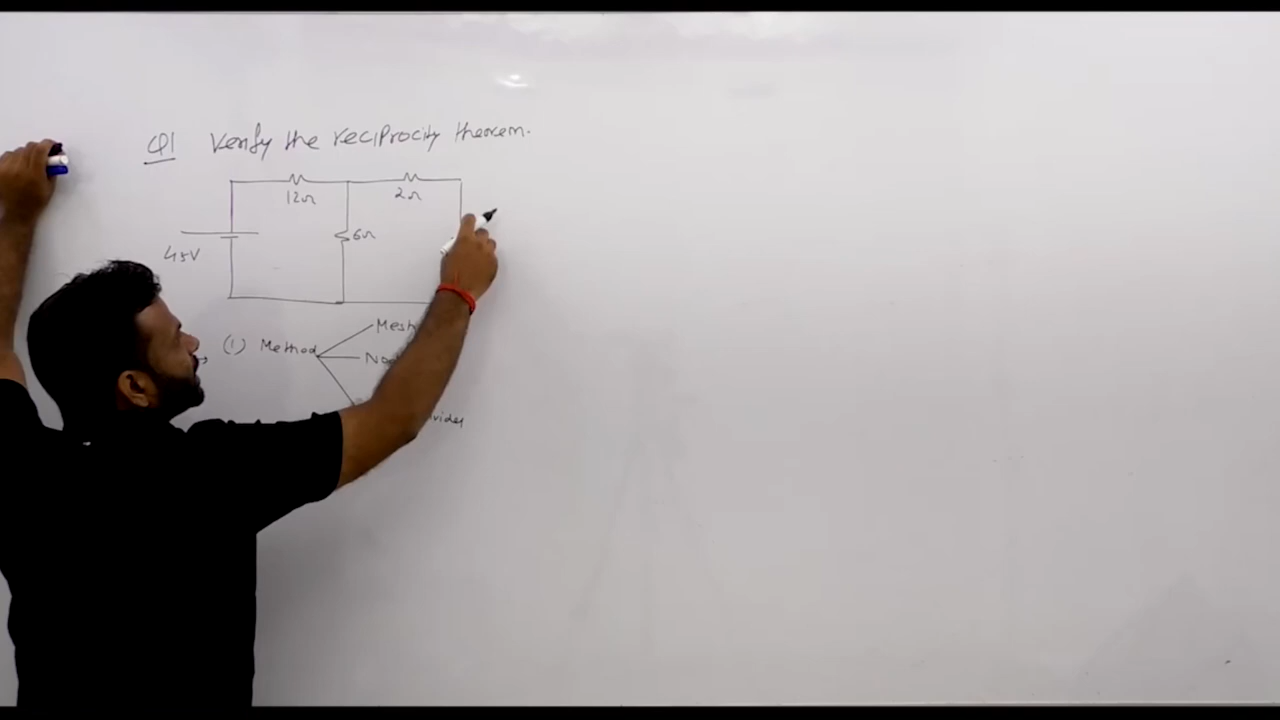 Q1 Verify the reciprocity theorem.
12Ω 2Ω
6Ω
45V
Mesh
(1) Method